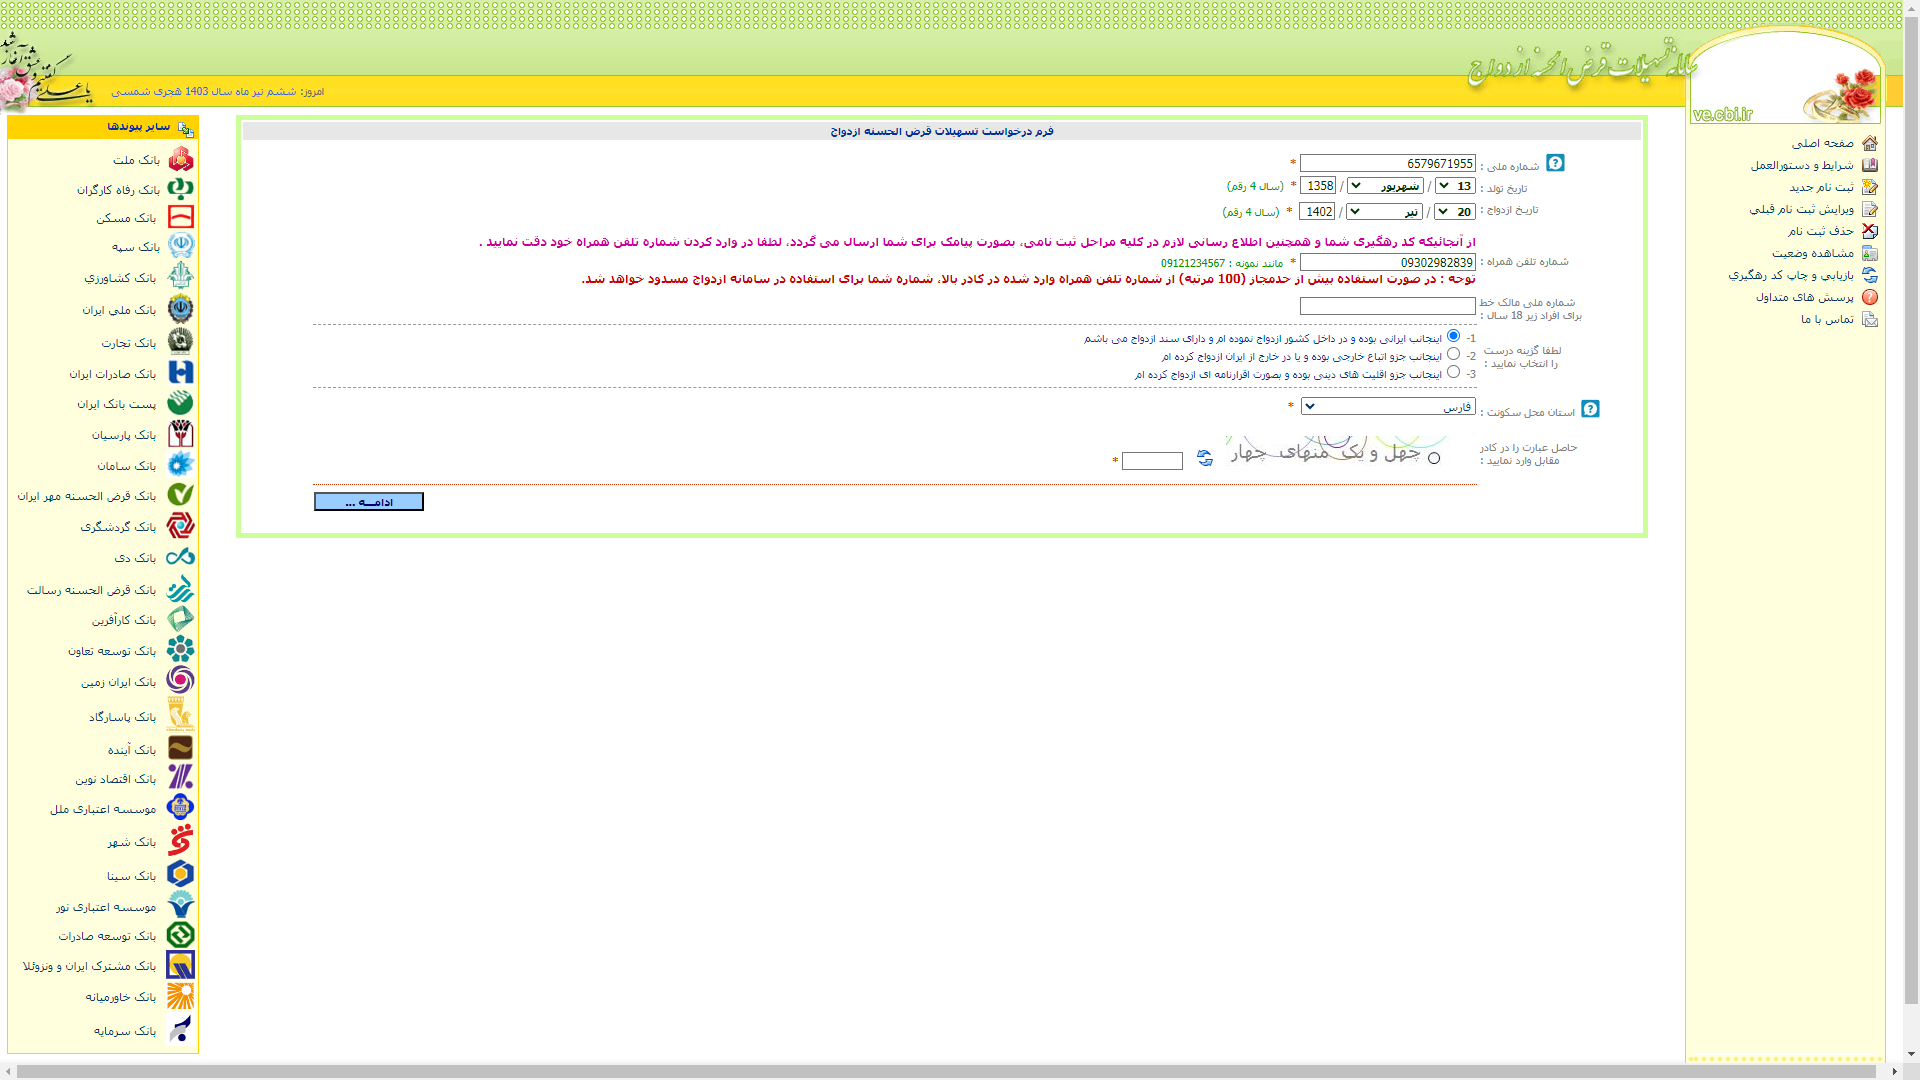 یا علی گفتیم و عشق آغاز شد
سامانه تسهیلات قرض الحسنه ازدواج
امروز: ششم تیر ماه سال 1403 هجری شمسی
ve.cbi.ir
صفحه اصلی
شرایط و دستورالعمل
ثبت نام جدید
ویرایش ثبت نام قبلي
حذف ثبت نام
مشاهده وضعیت
بازیابي و چاپ کد رهگیري
پرسش های متداول
تماس با ما
فرم درخواست تسهیلات قرض الحسنه ازدواج
شماره ملی : 6579671955 *
تاریخ تولد : 13 / شهریور / 1358 * (سال 4 رقم)
تاریخ ازدواج : 20 / تیر / 1402 * (سال 4 رقم)
از آنجائیکه کد رهگیری شما و همچنین اطلاع رسانی لازم در کلیه مراحل ثبت نامی، بصورت پیامک برای شما ارسال می گردد، لطفا در وارد کردن شماره تلفن همراه خود دقت نمایید .
شماره تلفن همراه : 09302982839 * مانند نمونه : 09121234567
توجه : در صورت استفاده بیش از حدمجاز (100 مرتبه) از شماره تلفن همراه وارد شده در کادر بالا، شماره شما برای استفاده در سامانه ازدواج مسدود خواهد شد.
شماره ملی مالک خط
برای افراد زیر 18 سال :
لطفا گزینه درست
را انتخاب نمایید :
1- اینجانب ایرانی بوده و در داخل کشور ازدواج نموده ام و دارای سند ازدواج می باشم
2- اینجانب جزو اتباع خارجی بوده و یا در خارج از ایران ازدواج کرده ام
3- اینجانب جزو اقلیت های دینی بوده و بصورت اقرارنامه ای ازدواج کرده ام
استان محل سکونت : فارس *
حاصل عبارت را در کادر
مقابل وارد نمایید :
چهل و یک منهای چهار *
ادامـــه ...
سایر پیوندها
بانک ملت
بانک رفاه کارگران
بانک مسکن
بانک سپه
بانک کشاورزي
بانک ملی ایران
بانک تجارت
بانک صادرات ایران
پست بانک ایران
بانک پارسیان
بانک سامان
بانک قرض الحسنه مهر ایران
بانک گردشگری
بانک دی
بانک قرض الحسنه رسالت
بانک کارآفرین
بانک توسعه تعاون
بانک ایران زمین
بانک پاسارگاد
بانک آینده
بانک اقتصاد نوین
موسسه اعتباری ملل
بانک شهر
بانک سینا
موسسه اعتباری نور
بانک توسعه صادرات
بانک مشترک ایران و ونزوئلا
بانک خاورمیانه
بانک سرمایه